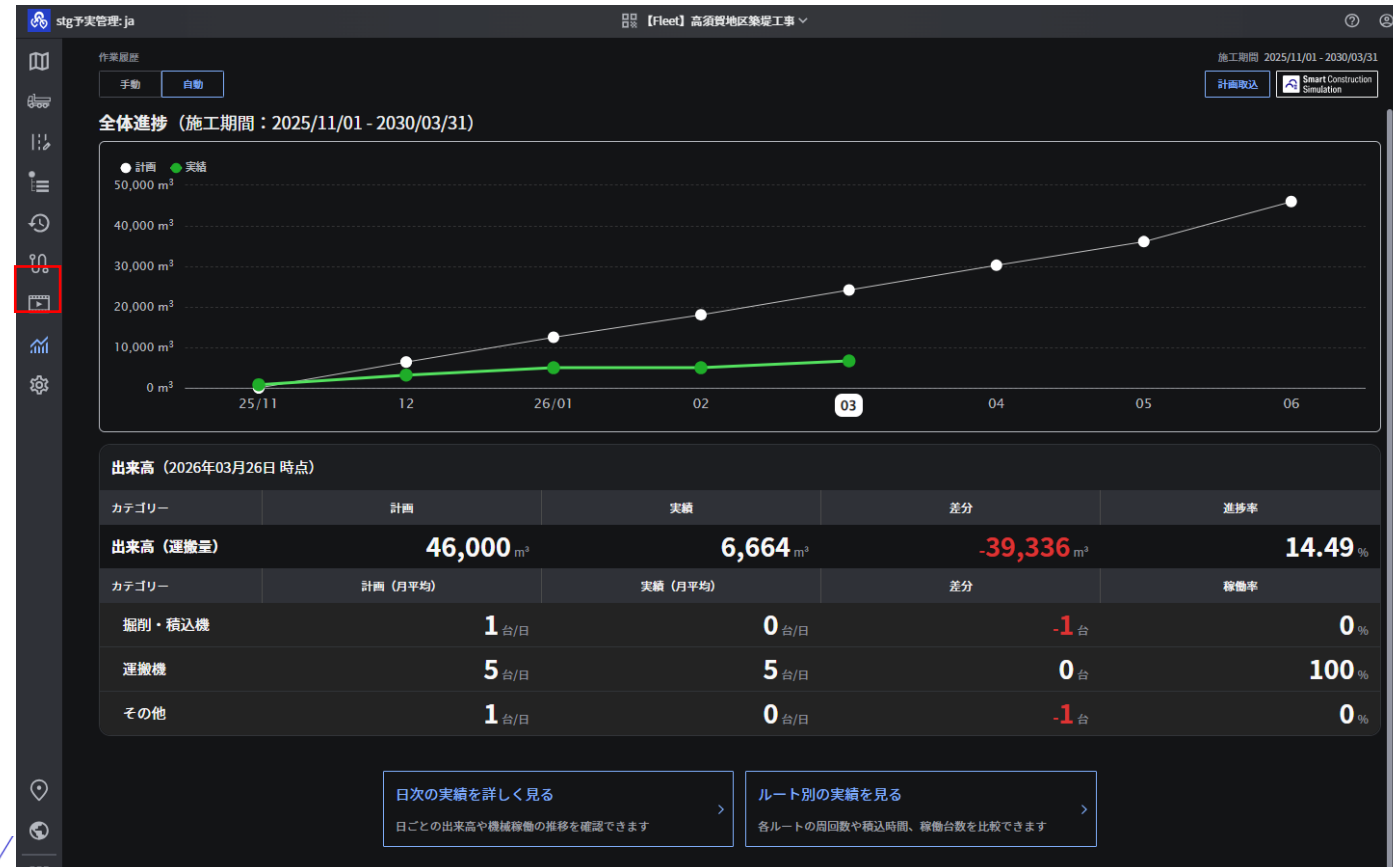 stg予実管理: ja
【Fleet】高須賀地区築堤工事
作業履歴
施工期間 2025/11/01 - 2030/03/31
手動 自動
計画取込
Smart Construction
Simulation
全体進捗（施工期間：2025/11/01 - 2030/03/31）
計画 実績
50,000 m³
40,000 m³
30,000 m³
20,000 m³
10,000 m³
0 m³
25/11 12 26/01 02 03 04 05 06
出来高（2026年03月26日 時点）
カテゴリー 計画 実績 差分 進捗率
出来高（運搬量） 46,000 m³ 6,664 m³ -39,336 m³ 14.49 %
カテゴリー 計画（月平均） 実績（月平均） 差分 稼働率
掘削・積込機 1 台/日 0 台/日 -1 台 0 %
運搬機 5 台/日 5 台/日 0 台 100 %
その他 1 台/日 0 台/日 -1 台 0 %
日次の実績を詳しく見る
日ごとの出来高や機械稼働の推移を確認できます
ルート別の実績を見る
各ルートの周回数や積込時間、稼働台数を比較できます